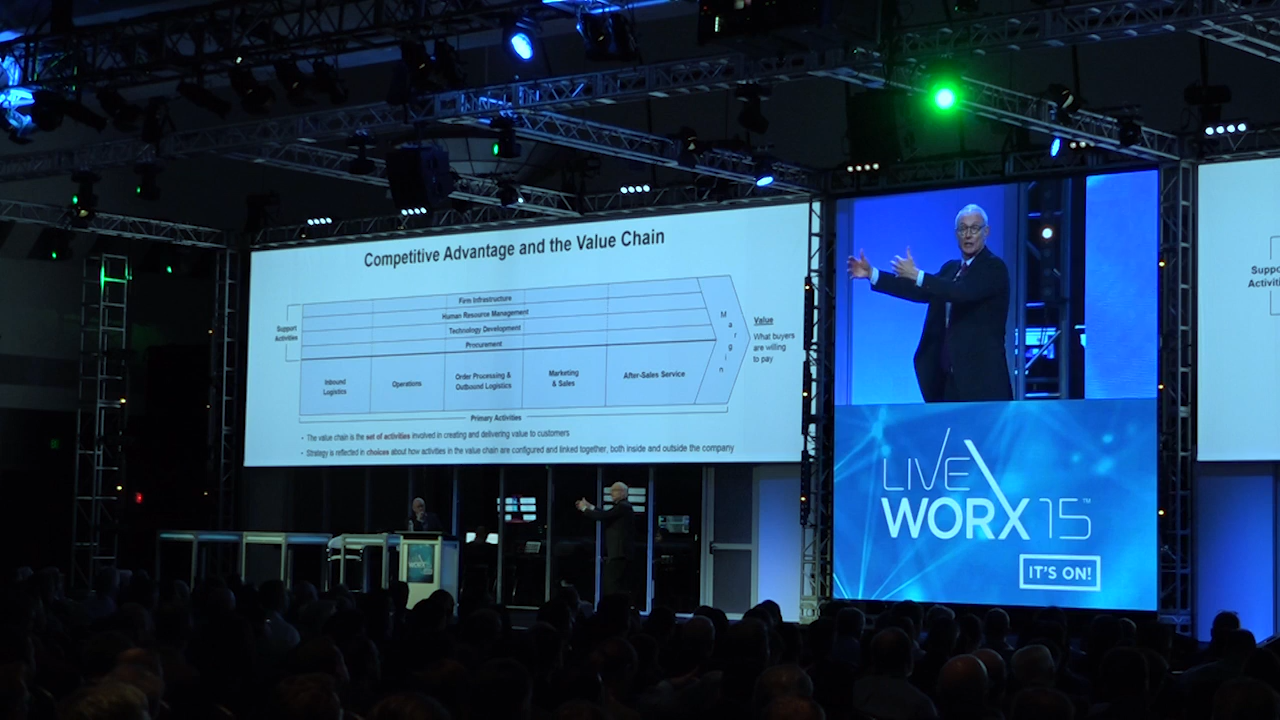 Competitive Advantage and the Value Chain
Support
Activities
Firm Infrastructure
Human Resource Management
Technology Development
Procurement
Inbound
Logistics
Operations
Order Processing &
Outbound Logistics
Marketing
& Sales
After-Sales Service
Margin
Value
What buyers
are willing
to pay
Primary Activities
• The value chain is the set of activities involved in creating and delivering value to customers
• Strategy is reflected in choices about how activities in the value chain are configured and linked together, both inside and outside the company
LIVE
WORX 15™
IT'S ON!